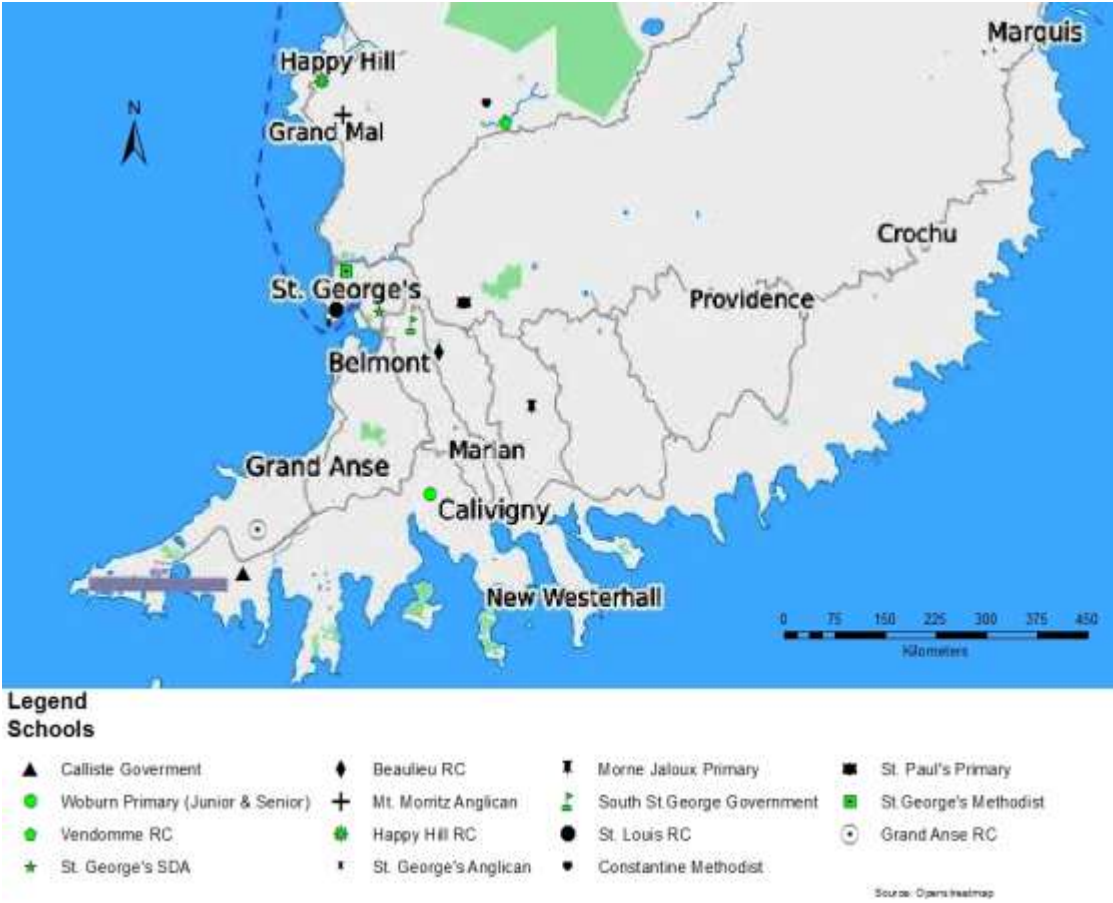 Marquis
Happy Hill
N
Grand Mal
Crochu
St. George's
Providence
Belmont
Marian
Grand Anse
Calivigny
New Westerhall
0 75 150 225 300 375 450
Kilometers
Legend
Schools
Calliste Goverment
Beaulieu RC
Morne Jaloux Primary
St. Paul's Primary
Woburn Primary (Junior & Senior)
Mt. Morritz Anglican
South St.George Government
St.George's Methodist
Vendomme RC
Happy Hill RC
St. Louis RC
Grand Anse RC
St. George's SDA
St. George's Anglican
Constantine Methodist
Source: Openstreetmap